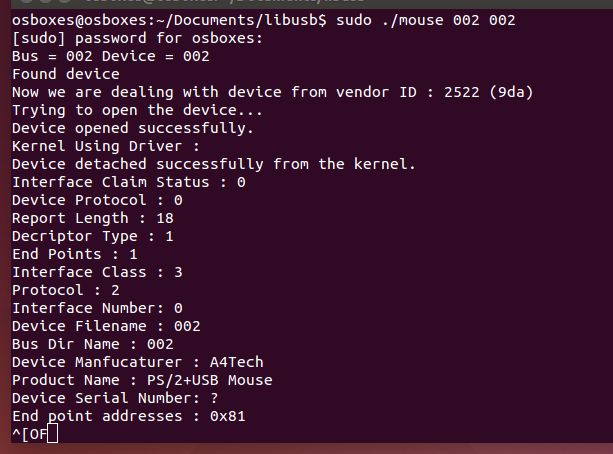 osboxes@osboxes:~/Documents/libusb$ sudo ./mouse 002 002
[sudo] password for osboxes:
Bus = 002 Device = 002
Found device
Now we are dealing with device from vendor ID : 2522 (9da)
Trying to open the device...
Device opened successfully.
Kernel Using Driver :
Device detached successfully from the kernel.
Interface Claim Status : 0
Device Protocol : 0
Report Length : 18
Decriptor Type : 1
End Points : 1
Interface Class : 3
Protocol : 2
Interface Number: 0
Device Filename : 002
Bus Dir Name : 002
Device Manfucaturer : A4Tech
Product Name : PS/2+USB Mouse
Device Serial Number: ?
End point addresses : 0x81
^[OF